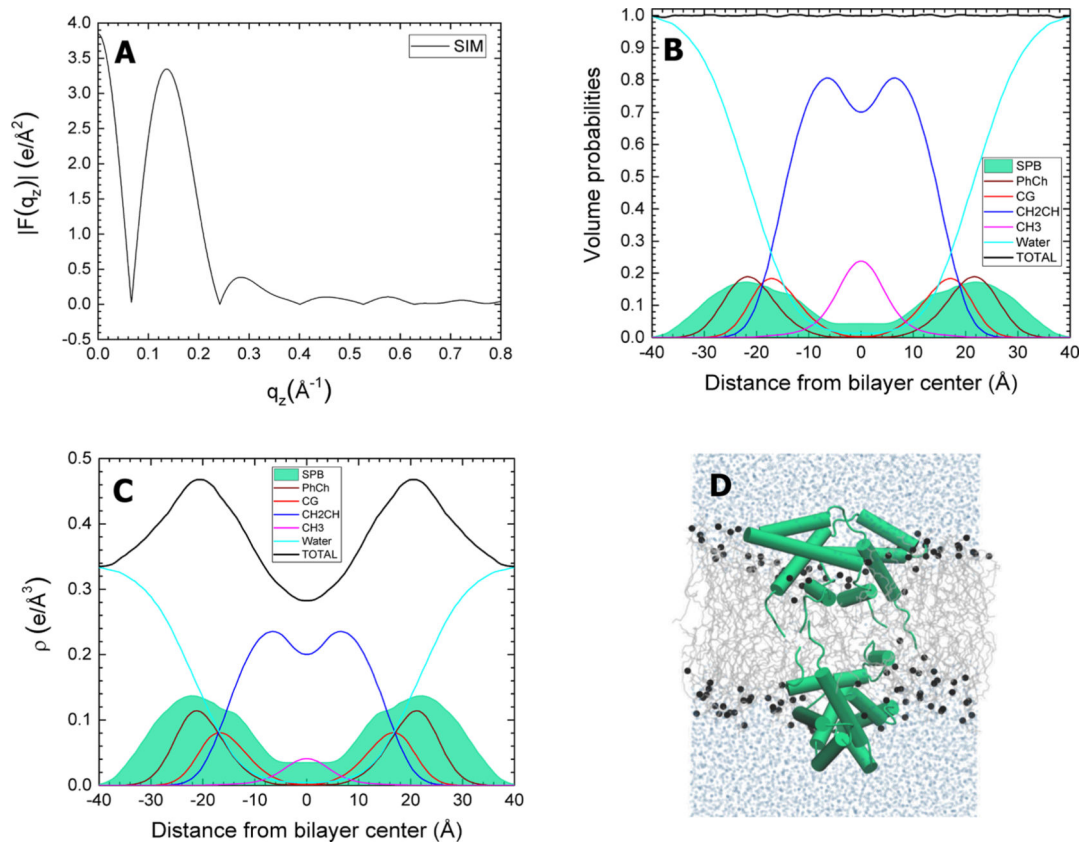 A
SIM
|F(q_z)| (e/Å²)
4.0
3.5
3.0
2.5
2.0
1.5
1.0
0.5
0.0
-0.5
0.0 0.1 0.2 0.3 0.4 0.5 0.6 0.7 0.8
q_z(Å⁻¹)
B
Volume probabilities
1.0
0.9
0.8
0.7
0.6
0.5
0.4
0.3
0.2
0.1
0.0
SPB
PhCh
CG
CH2CH
CH3
Water
TOTAL
-40 -30 -20 -10 0 10 20 30 40
Distance from bilayer center (Å)
C
ρ (e/Å³)
0.5
0.4
0.3
0.2
0.1
0.0
SPB
PhCh
CG
CH2CH
CH3
Water
TOTAL
-40 -30 -20 -10 0 10 20 30 40
Distance from bilayer center (Å)
D